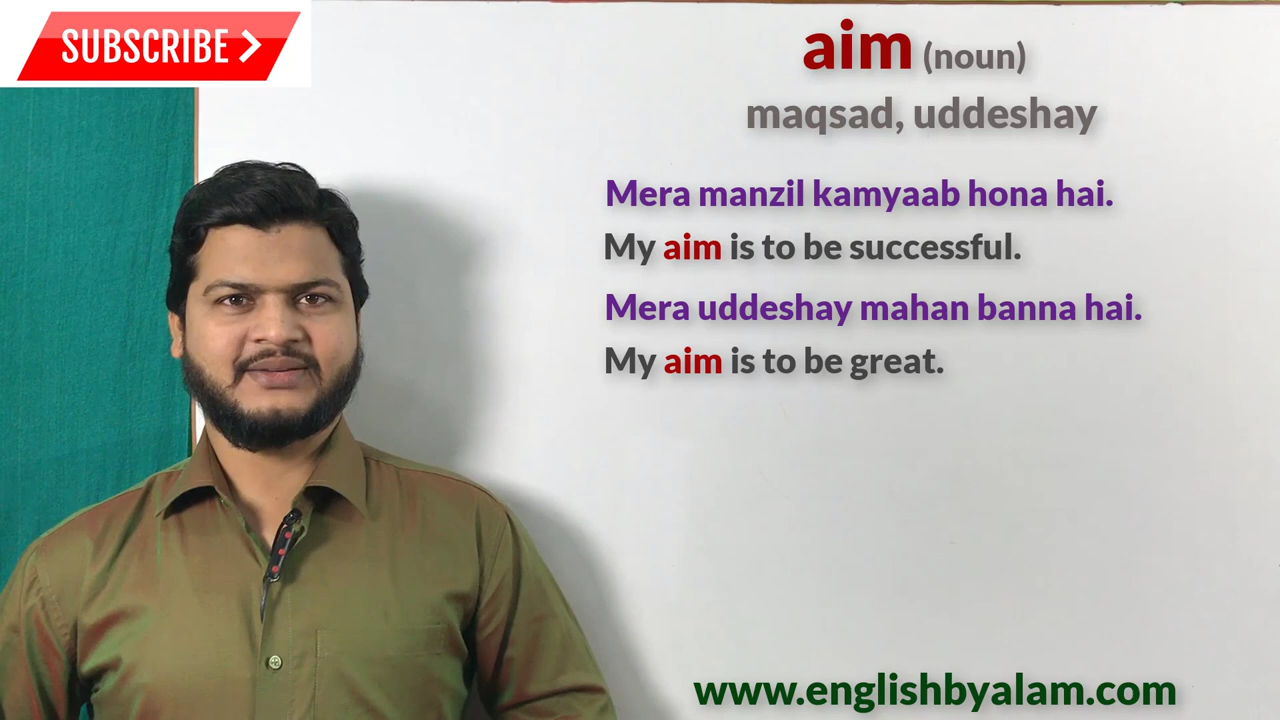 SUBSCRIBE
aim (noun)
maqsad, uddeshay
Mera manzil kamyaab hona hai.
My aim is to be successful.
Mera uddeshay mahan banna hai.
My aim is to be great.
www.englishbyalam.com